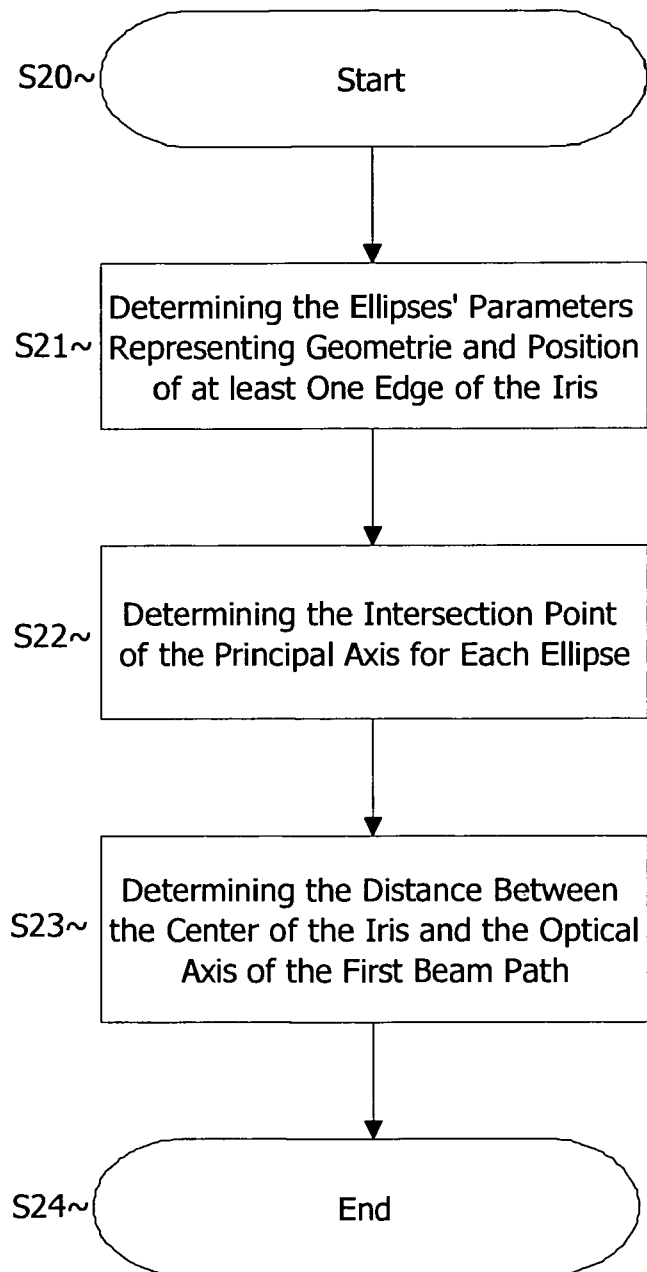 S20~ Start
Determining the Ellipses' Parameters
S21~ Representing Geometrie and Position
of at least One Edge of the Iris
Determining the Intersection Point
S22~ of the Principal Axis for Each Ellipse
Determining the Distance Between
S23~ the Center of the Iris and the Optical
Axis of the First Beam Path
S24~ End